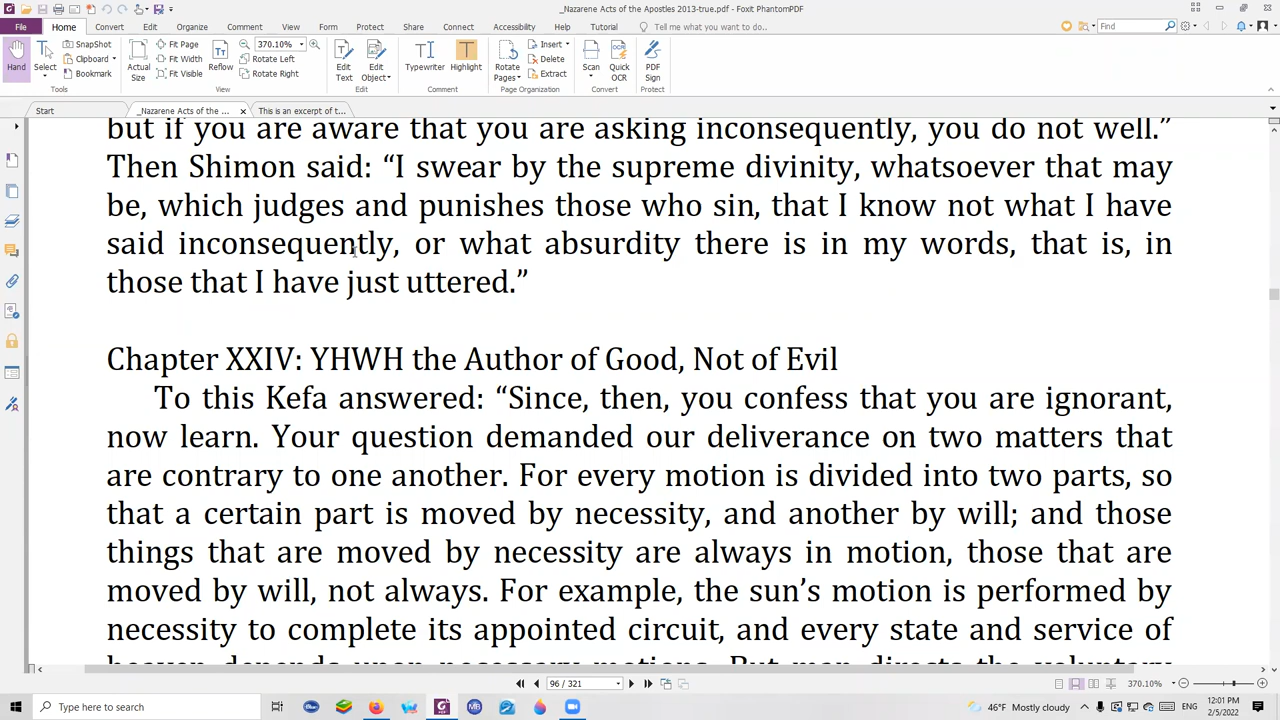 _Nazarene Acts of the Apostles 2013-true.pdf - Foxit PhantomPDF
File Home Convert Edit Organize Comment View Form Protect Share Connect Accessibility Help Tutorial Tell me what you want to do.. Find
Hand Select SnapShot Clipboard Bookmark Actual Size Fit Page Fit Width Fit Visible Reflow 370.10% Rotate Left Rotate Right Edit Text Edit Object Typewriter Highlight Rotate Pages Insert Delete Extract Scan Quick OCR PDF Sign
Tools View Edit Comment Page Organization Convert Protect
Start _Nazarene Acts of the ... This is an excerpt of t...
but if you are aware that you are asking inconsequently, you do not well.”
Then Shimon said: “I swear by the supreme divinity, whatsoever that may
be, which judges and punishes those who sin, that I know not what I have
said inconsequently, or what absurdity there is in my words, that is, in
those that I have just uttered.”
Chapter XXIV: YHWH the Author of Good, Not of Evil
To this Kefa answered: “Since, then, you confess that you are ignorant,
now learn. Your question demanded our deliverance on two matters that
are contrary to one another. For every motion is divided into two parts, so
that a certain part is moved by necessity, and another by will; and those
things that are moved by necessity are always in motion, those that are
moved by will, not always. For example, the sun’s motion is performed by
necessity to complete its appointed circuit, and every state and service of
heaven depends upon necessary motions. But man directs the voluntary
96 / 321 370.10%
Type here to search 46°F Mostly cloudy ENG 12:01 PM
2/5/2022